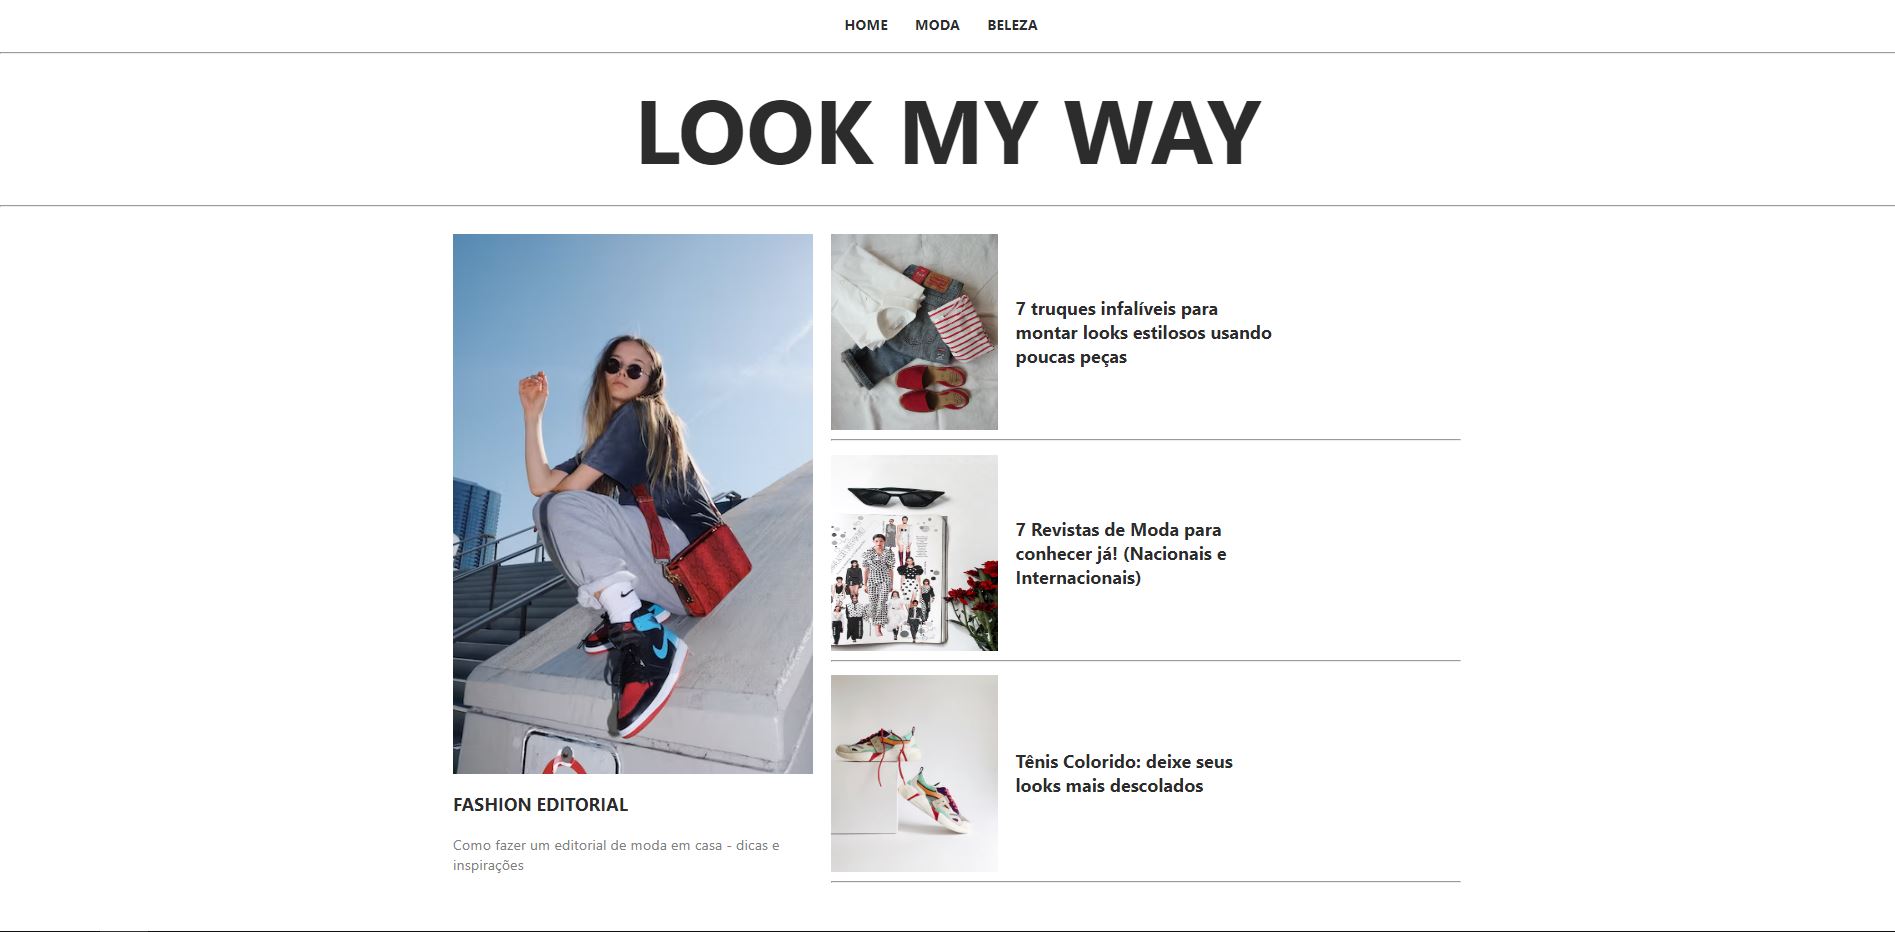 HOME MODA BELEZA
LOOK MY WAY
7 truques infalíveis para
montar looks estilosos usando
poucas peças
7 Revistas de Moda para
conhecer já! (Nacionais e
Internacionais)
Tênis Colorido: deixe seus
looks mais descolados
FASHION EDITORIAL
Como fazer um editorial de moda em casa - dicas e
inspirações